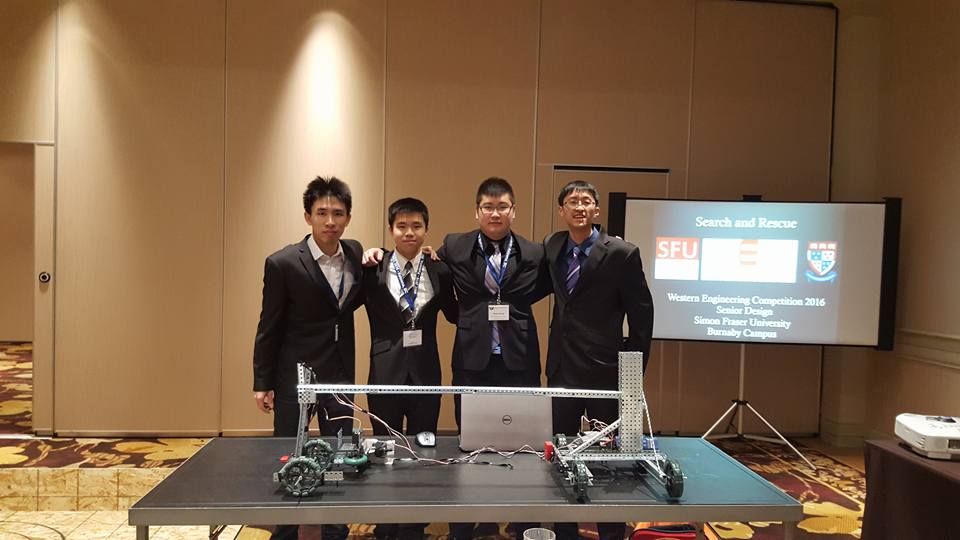 Search and Rescue
SFU
Western Engineering Competition 2016
Senior Design
Simon Fraser University
Burnaby Campus
DELL